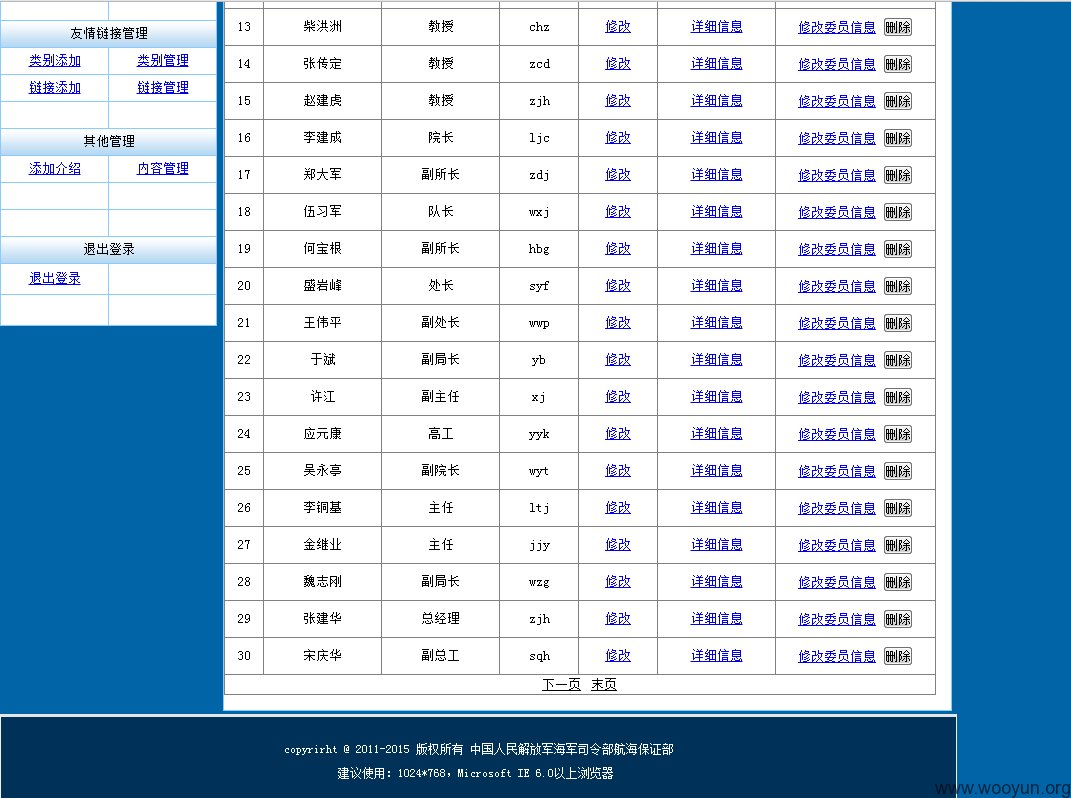 友情链接管理
类别添加 类别管理
链接添加 链接管理
其他管理
添加介绍 内容管理
退出登录
退出登录
13 柴洪洲 教授 chz 修改 详细信息 修改委员信息 删除
14 张传定 教授 zcd 修改 详细信息 修改委员信息 删除
15 赵建虎 教授 zjh 修改 详细信息 修改委员信息 删除
16 李建成 院长 ljc 修改 详细信息 修改委员信息 删除
17 郑大军 副所长 zdj 修改 详细信息 修改委员信息 删除
18 伍习军 队长 wxj 修改 详细信息 修改委员信息 删除
19 何宝根 副所长 hbg 修改 详细信息 修改委员信息 删除
20 盛岩峰 处长 syf 修改 详细信息 修改委员信息 删除
21 王伟平 副处长 wwp 修改 详细信息 修改委员信息 删除
22 于斌 副局长 yb 修改 详细信息 修改委员信息 删除
23 许江 副主任 xj 修改 详细信息 修改委员信息 删除
24 应元康 高工 yyk 修改 详细信息 修改委员信息 删除
25 吴永亭 副院长 wyt 修改 详细信息 修改委员信息 删除
26 李铜基 主任 ltj 修改 详细信息 修改委员信息 删除
27 金继业 主任 jjy 修改 详细信息 修改委员信息 删除
28 魏志刚 副局长 wzg 修改 详细信息 修改委员信息 删除
29 张建华 总经理 zjh 修改 详细信息 修改委员信息 删除
30 宋庆华 副总工 sqh 修改 详细信息 修改委员信息 删除
下一页 末页
copyrirht @ 2011-2015 版权所有 中国人民解放军海军司令部航海保证部
建议使用：1024*768，Microsoft IE 6.0以上浏览器
www.wooyun.org